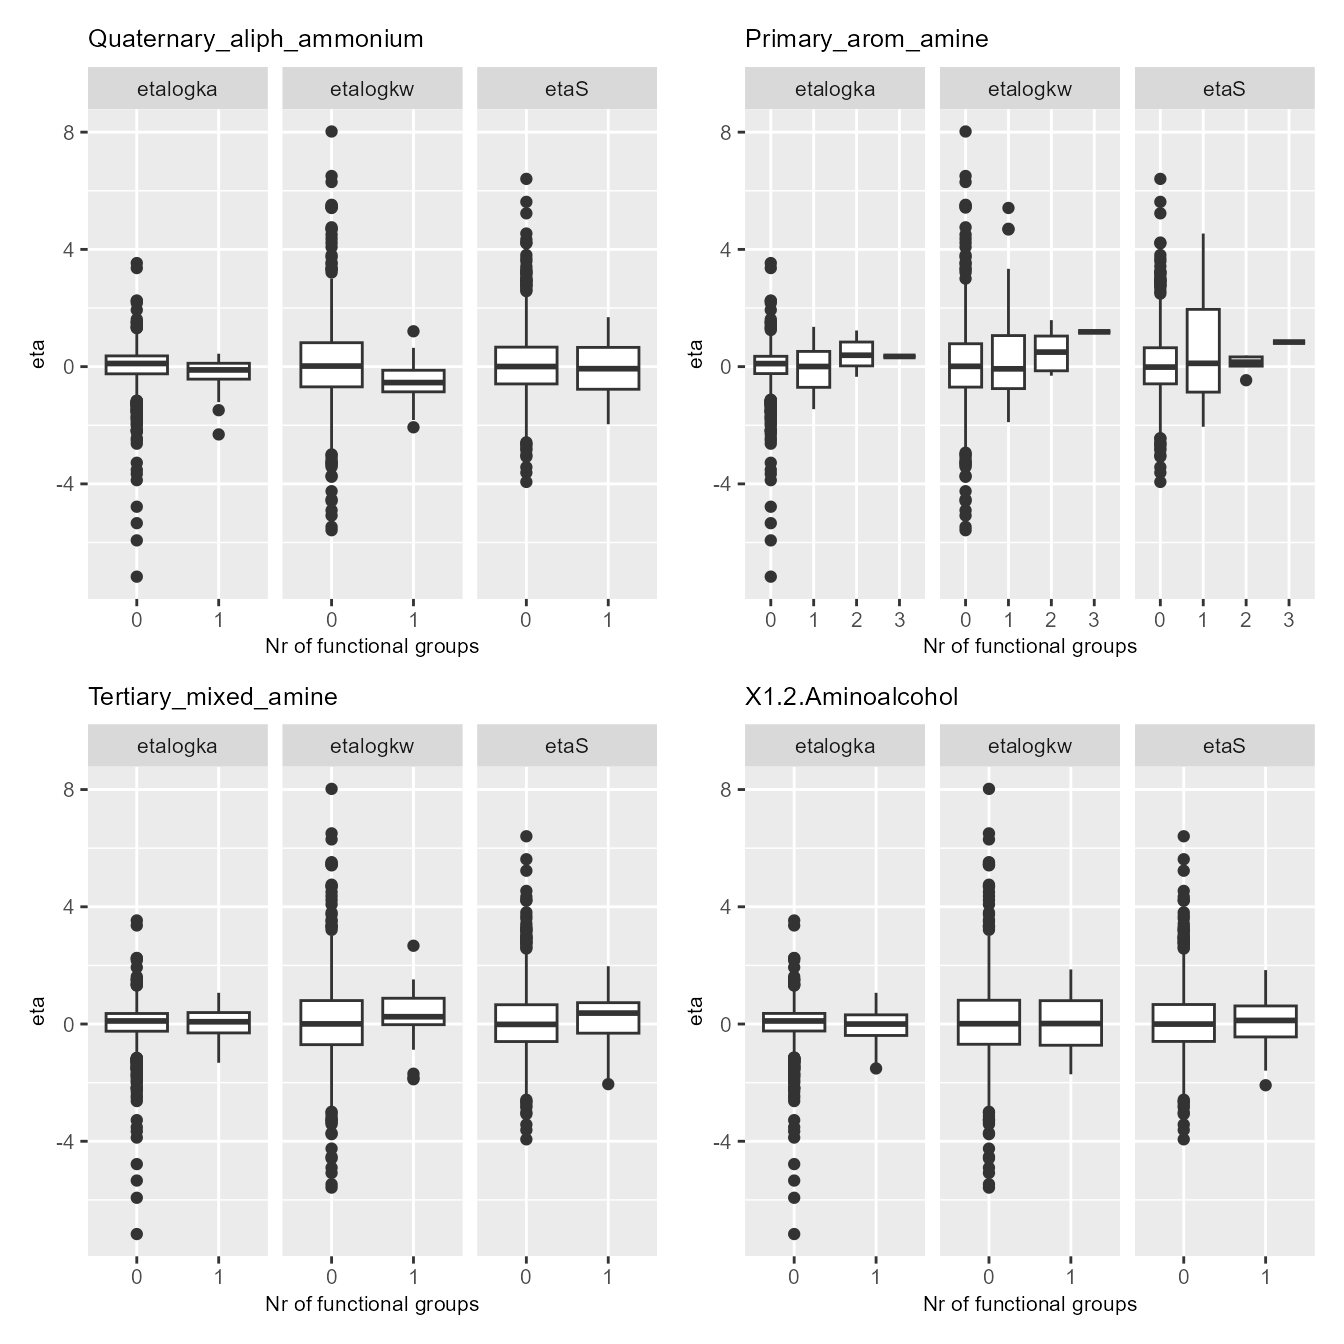 Quaternary_aliph_ammonium
etalogka etalogkw etaS
8
4
0
-4
eta
0 1 0 1 0 1
Nr of functional groups
Primary_arom_amine
etalogka etalogkw etaS
8
4
0
-4
eta
0 1 2 3 0 1 2 3 0 1 2 3
Nr of functional groups
Tertiary_mixed_amine
etalogka etalogkw etaS
8
4
0
-4
eta
0 1 0 1 0 1
Nr of functional groups
X1.2.Aminoalcohol
etalogka etalogkw etaS
8
4
0
-4
eta
0 1 0 1 0 1
Nr of functional groups